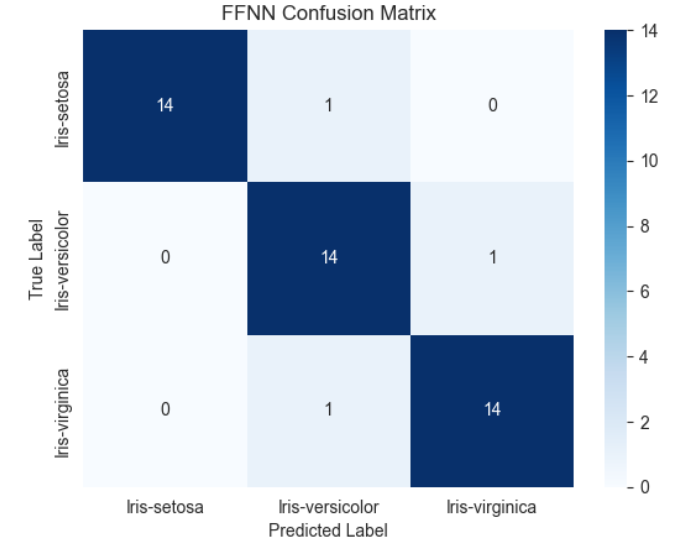 FFNN Confusion Matrix
True Label
Iris-setosa
14
1
0
Iris-versicolor
0
14
1
Iris-virginica
0
1
14
Iris-setosa
Iris-versicolor
Iris-virginica
Predicted Label
14
12
10
8
6
4
2
0